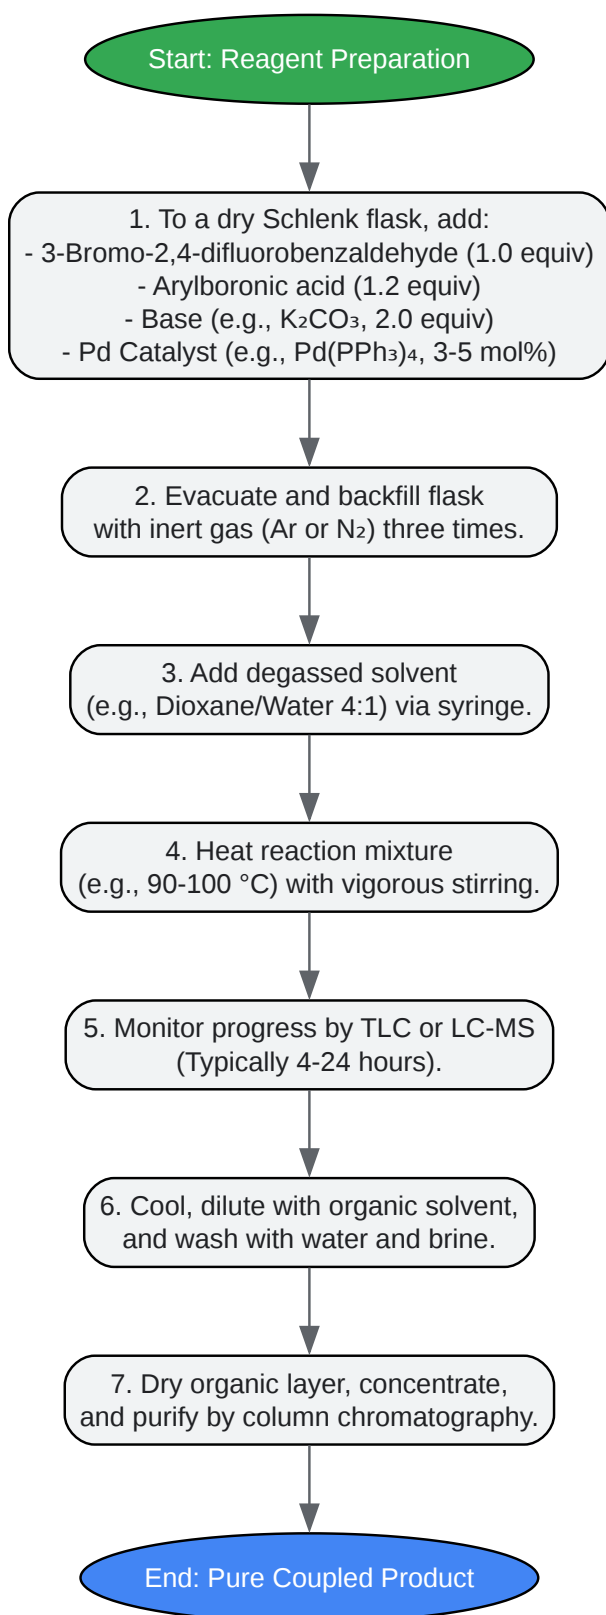 Start: Reagent Preparation
1. To a dry Schlenk flask, add:
- 3-Bromo-2,4-difluorobenzaldehyde (1.0 equiv)
- Arylboronic acid (1.2 equiv)
- Base (e.g., K₂CO₃, 2.0 equiv)
- Pd Catalyst (e.g., Pd(PPh₃)₄, 3-5 mol%)
2. Evacuate and backfill flask
with inert gas (Ar or N₂) three times.
3. Add degassed solvent
(e.g., Dioxane/Water 4:1) via syringe.
4. Heat reaction mixture
(e.g., 90-100 °C) with vigorous stirring.
5. Monitor progress by TLC or LC-MS
(Typically 4-24 hours).
6. Cool, dilute with organic solvent,
and wash with water and brine.
7. Dry organic layer, concentrate,
and purify by column chromatography.
End: Pure Coupled Product